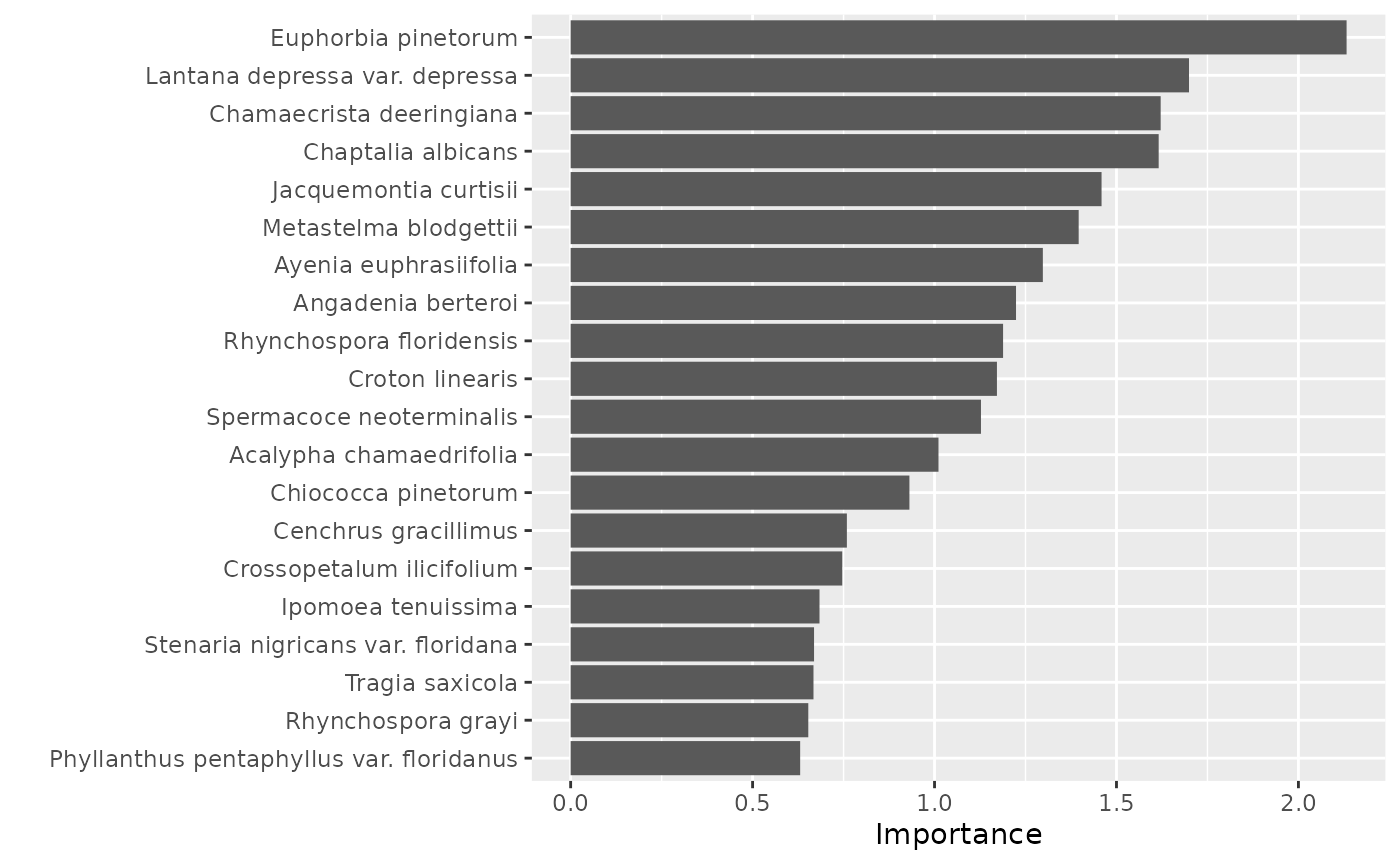 Euphorbia pinetorum
Lantana depressa var. depressa
Chamaecrista deeringiana
Chaptalia albicans
Jacquemontia curtisii
Metastelma blodgettii
Ayenia euphrasiifolia
Angadenia berteroi
Rhynchospora floridensis
Croton linearis
Spermacoce neoterminalis
Acalypha chamaedrifolia
Chiococca pinetorum
Cenchrus gracillimus
Crossopetalum ilicifolium
Ipomoea tenuissima
Stenaria nigricans var. floridana
Tragia saxicola
Rhynchospora grayi
Phyllanthus pentaphyllus var. floridanus
0.0 0.5 1.0 1.5 2.0
Importance